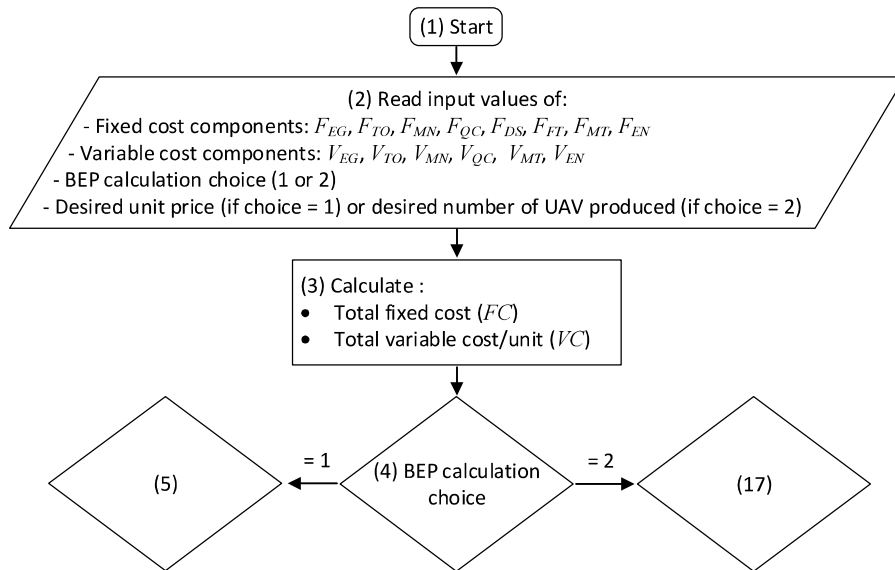 (1) Start
(2) Read input values of:
- Fixed cost components: F_EG, F_TO, F_MN, F_QC, F_DS, F_FT, F_MT, F_EN
- Variable cost components: V_EG, V_TO, V_MN, V_QC, V_MT, V_EN
- BEP calculation choice (1 or 2)
- Desired unit price (if choice = 1) or desired number of UAV produced (if choice = 2)
(3) Calculate :
• Total fixed cost (FC)
• Total variable cost/unit (VC)
(5)
= 1
(4) BEP calculation
choice
= 2
(17)